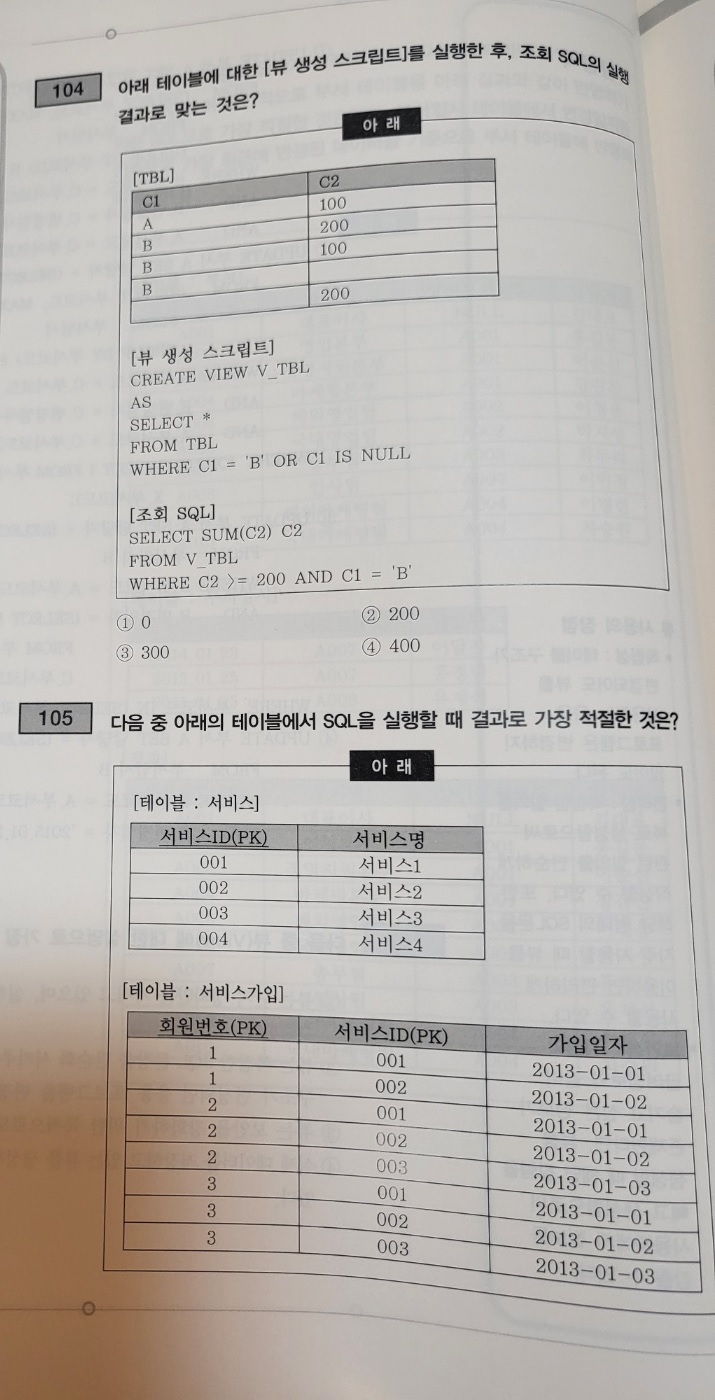 104 아래 테이블에 대한 [뷰 생성 스크립트]를 실행한 후, 조회 SQL의 실행
결과로 맞는 것은?
아 래
[TBL]
C1 C2
A 100
B 200
B 100
B
200
[뷰 생성 스크립트]
CREATE VIEW V_TBL
AS
SELECT *
FROM TBL
WHERE C1 = 'B' OR C1 IS NULL
[조회 SQL]
SELECT SUM(C2) C2
FROM V_TBL
WHERE C2 >= 200 AND C1 = 'B'
① 0 ② 200
③ 300 ④ 400
105 다음 중 아래의 테이블에서 SQL을 실행할 때 결과로 가장 적절한 것은?
아 래
[테이블 : 서비스]
서비스ID(PK) 서비스명
001 서비스1
002 서비스2
003 서비스3
004 서비스4
[테이블 : 서비스가입]
회원번호(PK) 서비스ID(PK) 가입일자
1 001 2013-01-01
1 002 2013-01-02
2 001 2013-01-01
2 002 2013-01-02
2 003 2013-01-03
3 001 2013-01-01
3 002 2013-01-02
3 003 2013-01-03